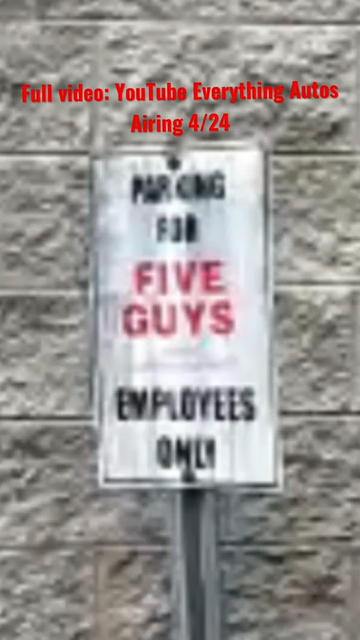 Full video: YouTube Everything Autos
Airing 4/24
PARKING
FOR
FIVE
GUYS
EMPLOYEES
ONLY